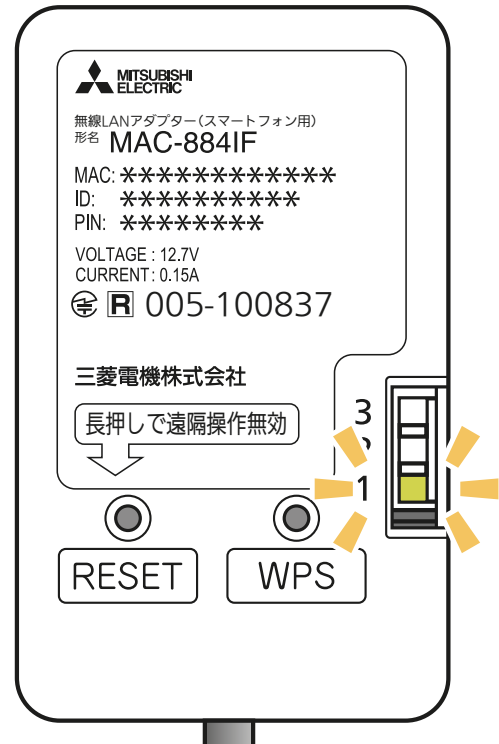 MITSUBISHI
ELECTRIC
無線LANアダプター(スマートフォン用)
形名 MAC-884IF
MAC: ************
ID: **********
PIN: ********
VOLTAGE : 12.7V
CURRENT : 0.15A
R 005-100837
三菱電機株式会社
長押しで遠隔操作無効
3
1
RESET
WPS